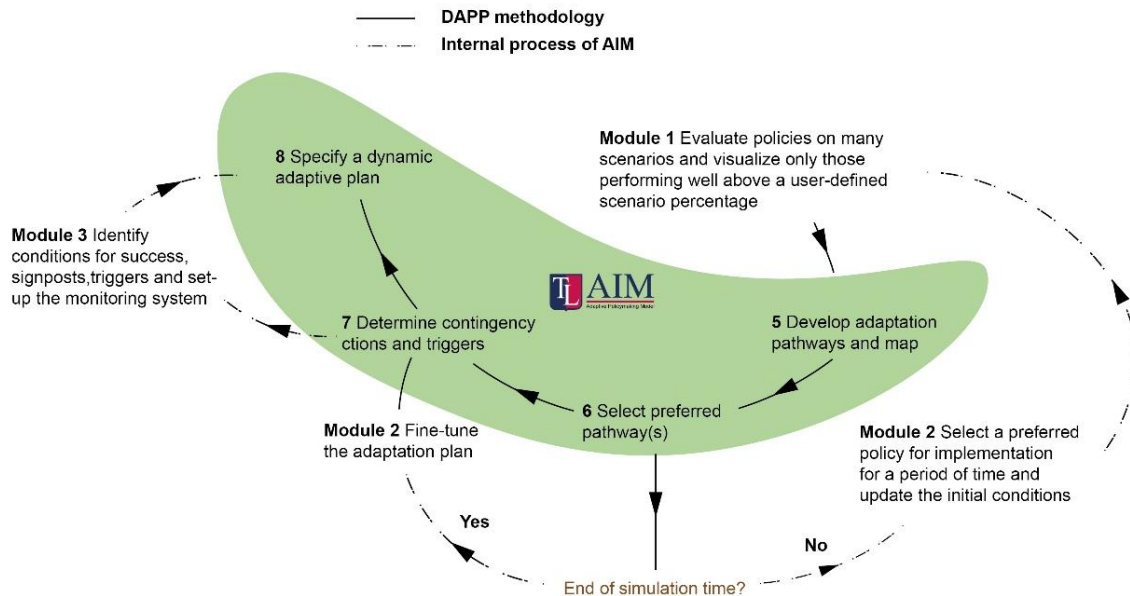 DAPP methodology
Internal process of AIM
Module 1 Evaluate policies on many
scenarios and visualize only those
performing well above a user-defined
scenario percentage
8 Specify a dynamic
adaptive plan
Module 3 Identify
conditions for success,
signposts,triggers and set-
up the monitoring system
TL AIM
Adaptive Policymaking Model
7 Determine contingency
ctions and triggers
5 Develop adaptation
pathways and map
6 Select preferred
pathway(s)
Module 2 Fine-tune
the adaptation plan
Module 2 Select a preferred
policy for implementation
for a period of time and
update the initial conditions
Yes
No
End of simulation time?